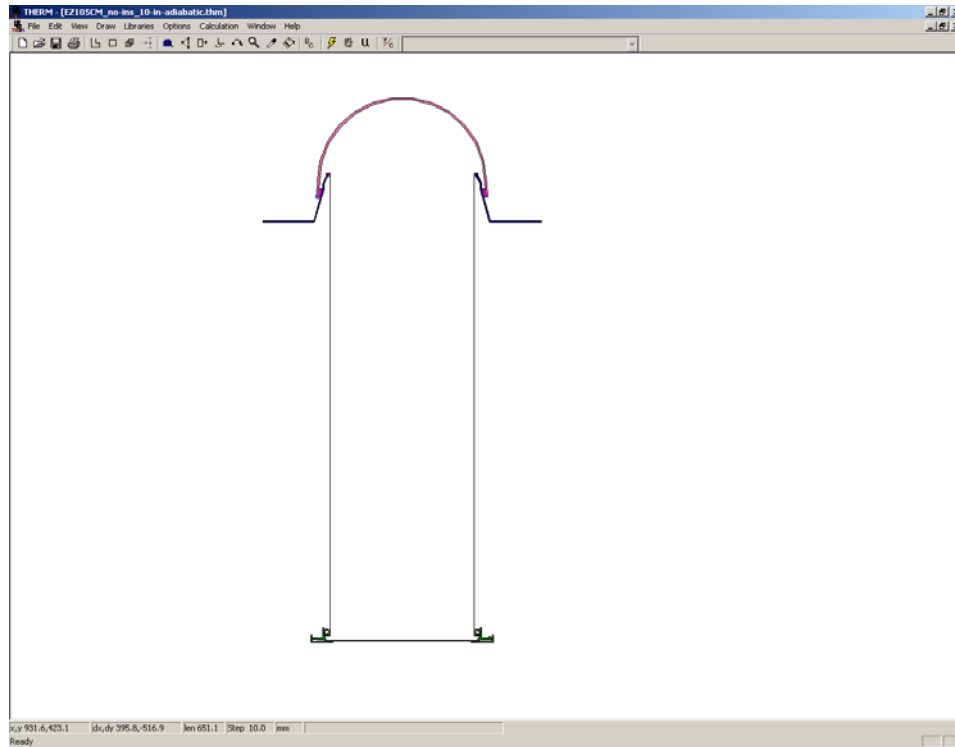 THERM - [EZ105CM_no-ins_10-in-adiabatic.thm]
File Edit View Draw Libraries Options Calculation Window Help
x,y 931.6,423.1 dx,dy 395.8,-516.9 len 651.1 Step 10.0 mm
Ready